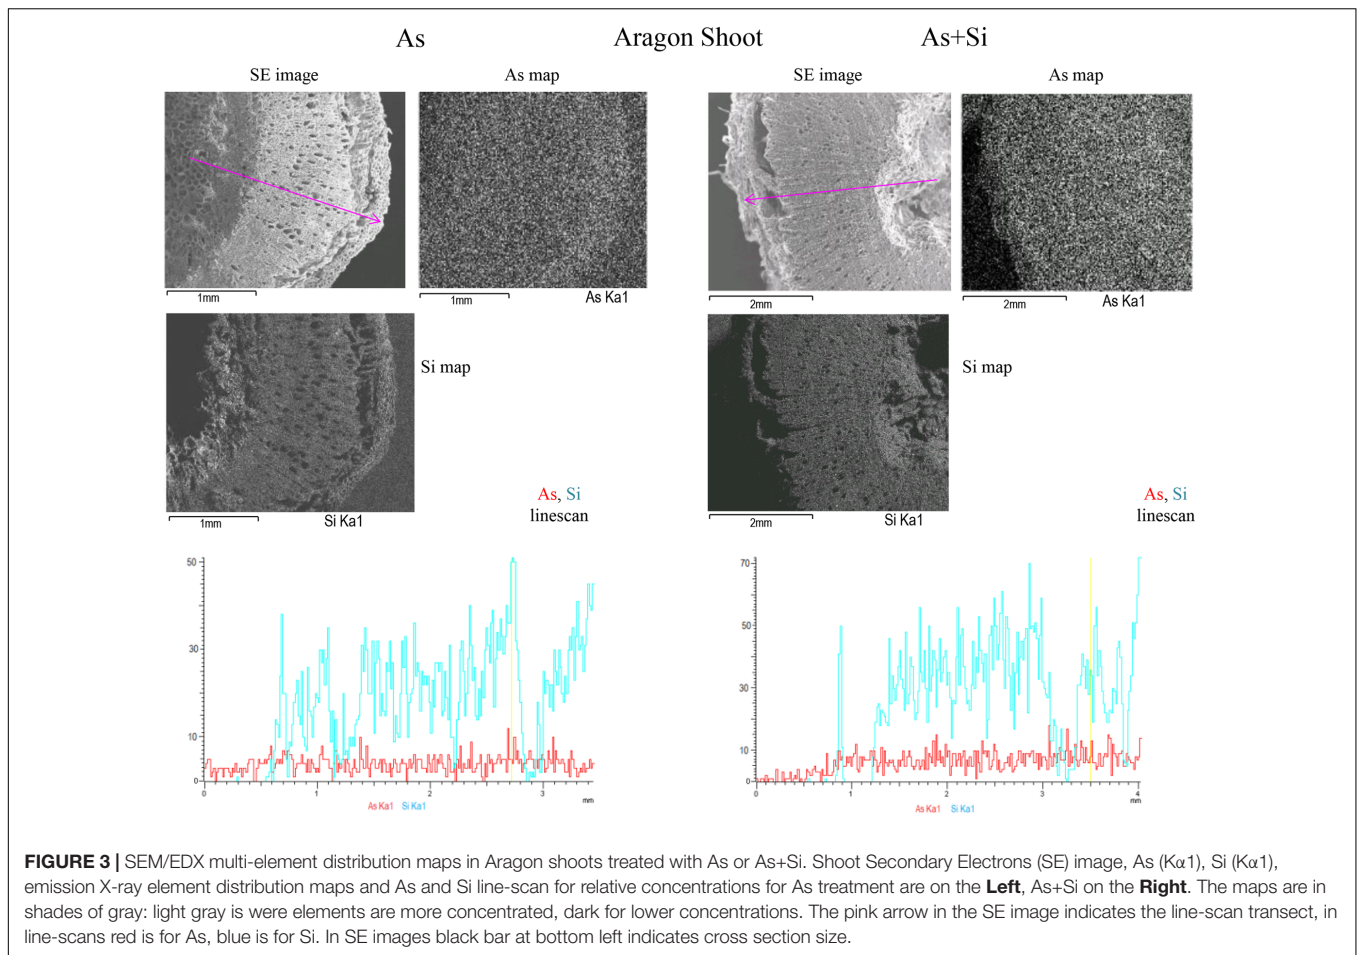 As Aragon Shoot As+Si
SE image As map SE image As map
1mm 1mm As Ka1 2mm 2mm As Ka1
Si map Si map
1mm Si Ka1 2mm Si Ka1
As, Si As, Si
linescan linescan
50
30
10
0
0 1 2 3 mm
As Ka1 Si Ka1
70
50
30
10
0
0 1 2 3 4
mm
As Ka1 Si Ka1
FIGURE 3 | SEM/EDX multi-element distribution maps in Aragon shoots treated with As or As+Si. Shoot Secondary Electrons (SE) image, As (Kα1), Si (Kα1),
emission X-ray element distribution maps and As and Si line-scan for relative concentrations for As treatment are on the Left, As+Si on the Right. The maps are in
shades of gray: light gray is were elements are more concentrated, dark for lower concentrations. The pink arrow in the SE image indicates the line-scan transect, in
line-scans red is for As, blue is for Si. In SE images black bar at bottom left indicates cross section size.